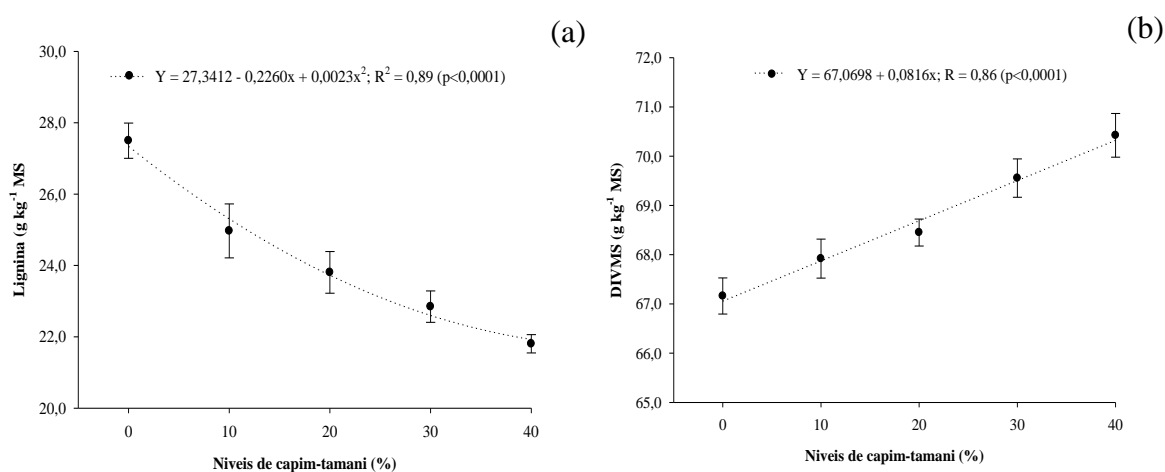 (a)
30,0
Y = 27,3412 - 0,2260x + 0,0023x²; R² = 0,89 (p<0,0001)
28,0
26,0
24,0
22,0
20,0
Lignina (g kg⁻¹ MS)
0 10 20 30 40
Niveis de capim-tamani (%)
(b)
72,0
Y = 67,0698 + 0,0816x; R = 0,86 (p<0,0001)
71,0
70,0
69,0
68,0
67,0
66,0
65,0
DIVMS (g kg⁻¹ MS)
0 10 20 30 40
Niveis de capim-tamani (%)